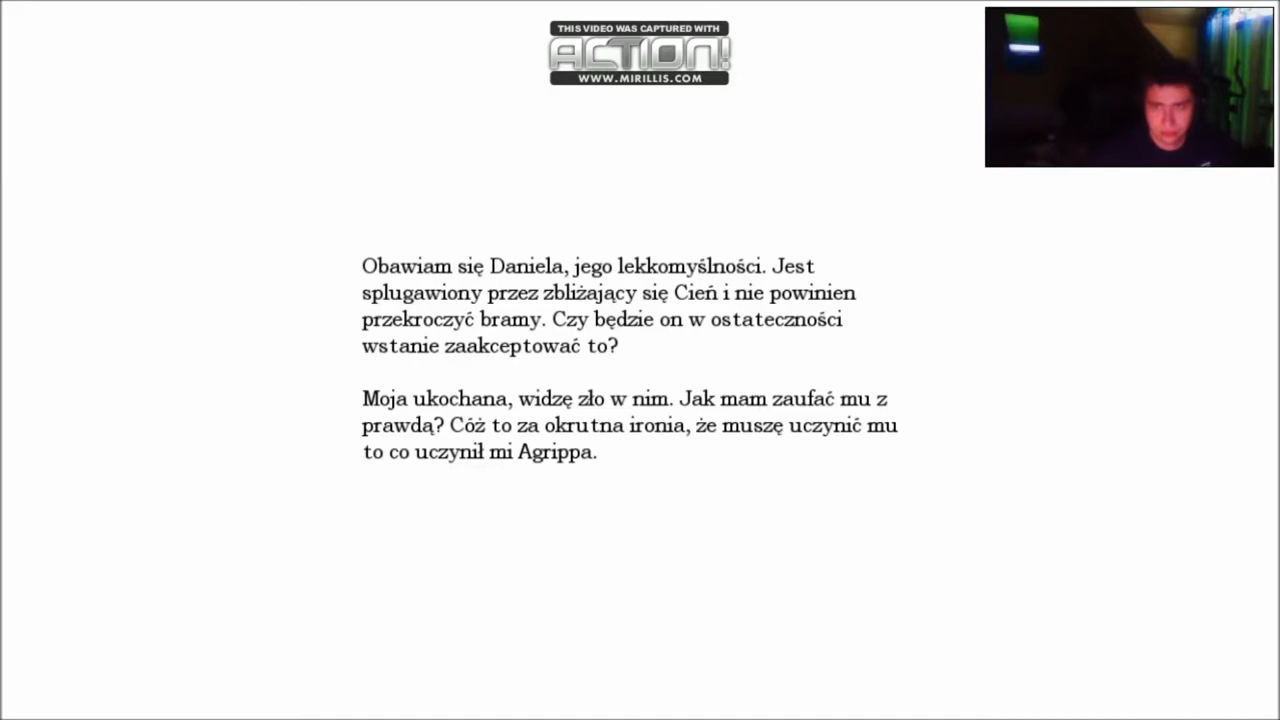 THIS VIDEO WAS CAPTURED WITH
ACTION!
WWW.MIRILLIS.COM
Obawiam się Daniela, jego lekkomyślności. Jest
splugawiony przez zbliżający się Cień i nie powinien
przekroczyć bramy. Czy będzie on w ostateczności
wstanie zaakceptować to?
Moja ukochana, widzę zło w nim. Jak mam zaufać mu z
prawdą? Cóż to za okrutna ironia, że muszę uczynić mu
to co uczynił mi Agrippa.